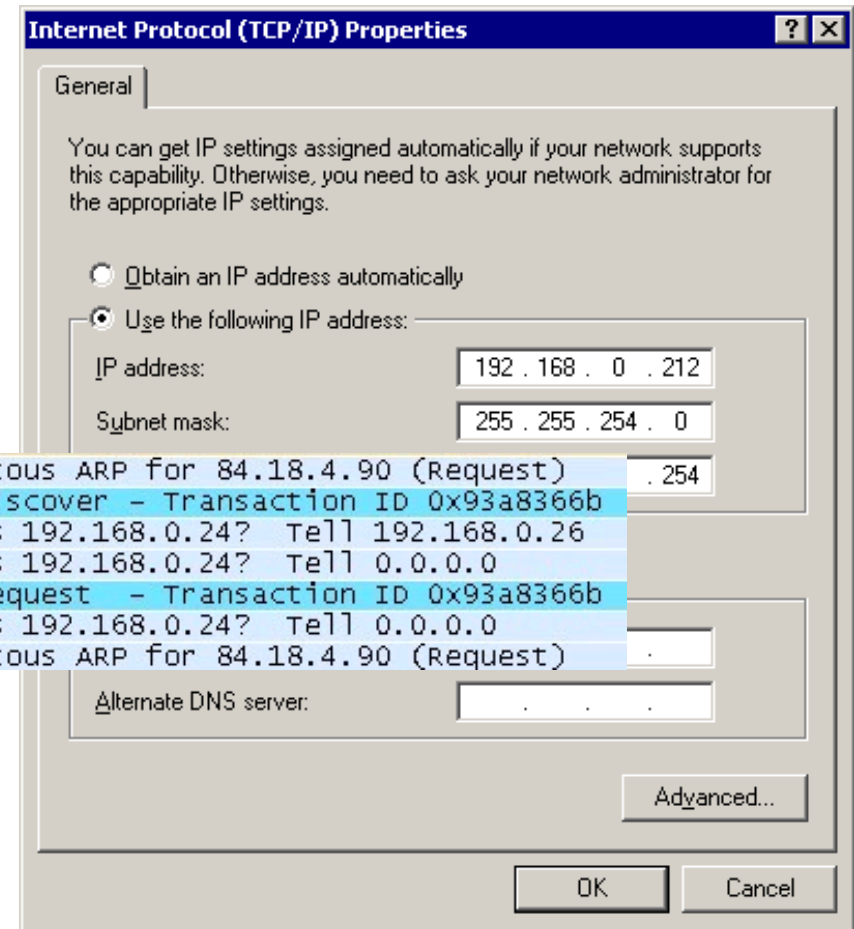 Internet Protocol (TCP/IP) Properties
General
You can get IP settings assigned automatically if your network supports
this capability. Otherwise, you need to ask your network administrator for
the appropriate IP settings.
Obtain an IP address automatically
Use the following IP address:
IP address: 192 . 168 . 0 . 212
Subnet mask: 255 . 255 . 254 . 0
. 254
ARP for 84.18.4.90 (Request)
- Transaction ID 0x93a8366b
192.168.0.24? Tell 192.168.0.26
192.168.0.24? Tell 0.0.0.0
- Transaction ID 0x93a8366b
192.168.0.24? Tell 0.0.0.0
ARP for 84.18.4.90 (Request)
Alternate DNS server: . . .
Advanced...
OK Cancel